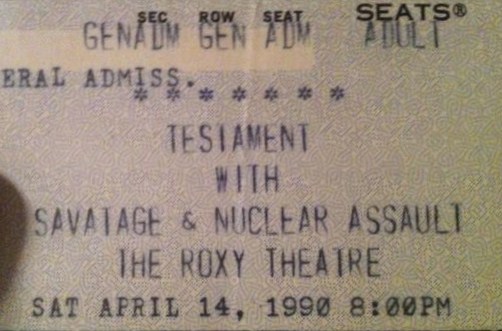 SEC ROW SEAT SEATS®
GENADM GEN ADM ADULT
ERAL ADMISS.
* * * * * * *
TESTAMENT
WITH
SAVATAGE & NUCLEAR ASSAULT
THE ROXY THEATRE
SAT APRIL 14, 1990 8:00PM